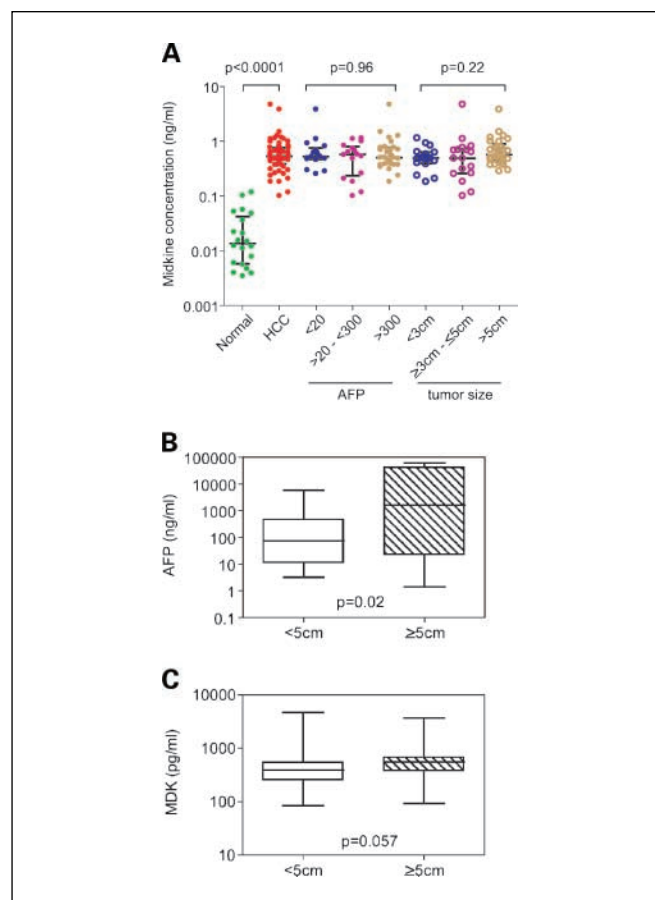 A
p<0.0001 p=0.96 p=0.22
Midkine concentration (ng/ml)
10
1
0.1
0.01
0.001
Normal
HCC
<20
>20 - <300
>300
<3cm
≥3cm - ≤5cm
>5cm
AFP
tumor size
B
AFP (ng/ml)
100000
10000
1000
100
10
1
0.1
p=0.02
<5cm ≥5cm
C
MDK (pg/ml)
10000
1000
100
10
p=0.057
<5cm ≥5cm